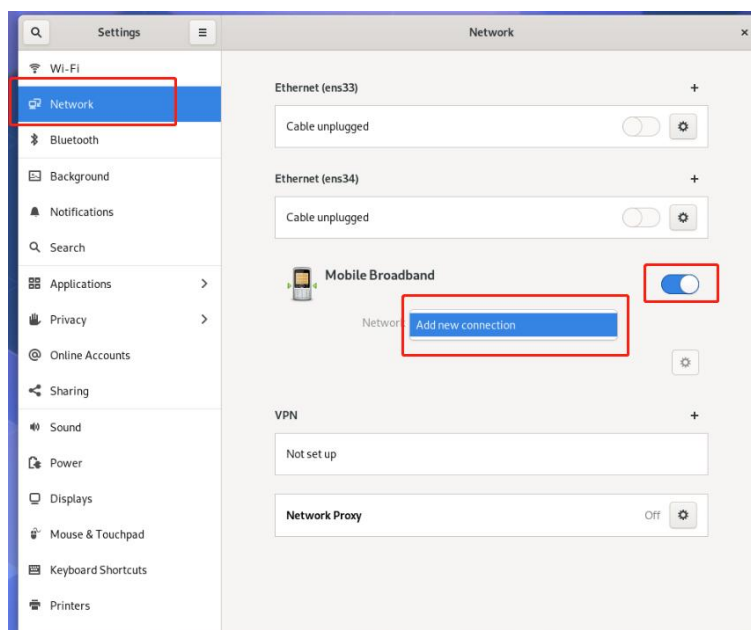 Settings
Network
Wi-Fi
Network
Bluetooth
Background
Notifications
Search
Applications
Privacy
Online Accounts
Sharing
Sound
Power
Displays
Mouse & Touchpad
Keyboard Shortcuts
Printers
Ethernet (ens33)
Cable unplugged
Ethernet (ens34)
Cable unplugged
Mobile Broadband
Network Add new connection
VPN
Not set up
Network Proxy Off